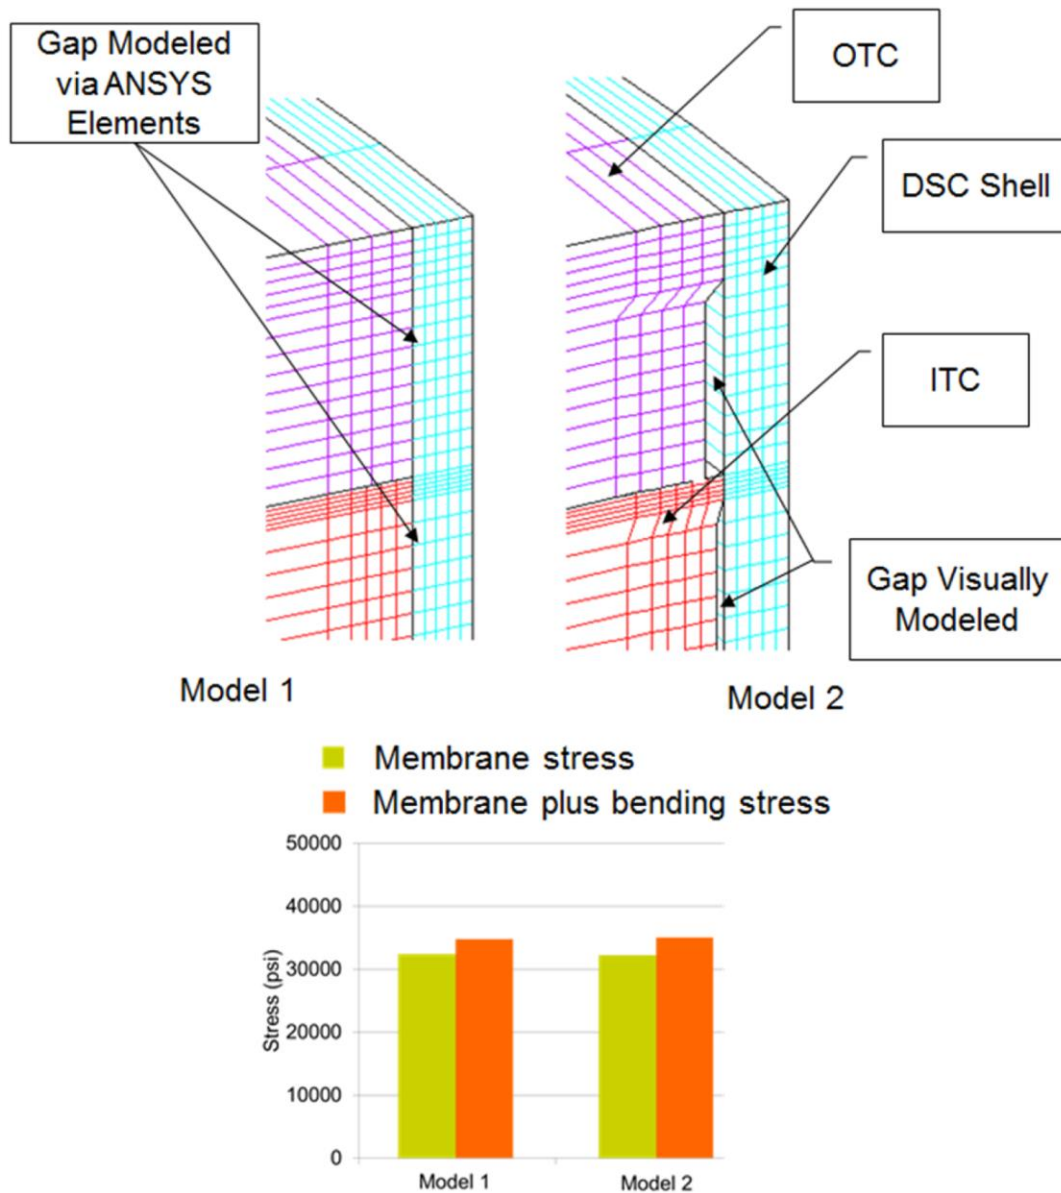 Gap Modeled
via ANSYS
Elements
OTC
DSC Shell
ITC
Gap Visually
Modeled
Model 1
Model 2
Membrane stress
Membrane plus bending stress
50000
40000
30000
20000
10000
0
Stress (psi)
Model 1
Model 2